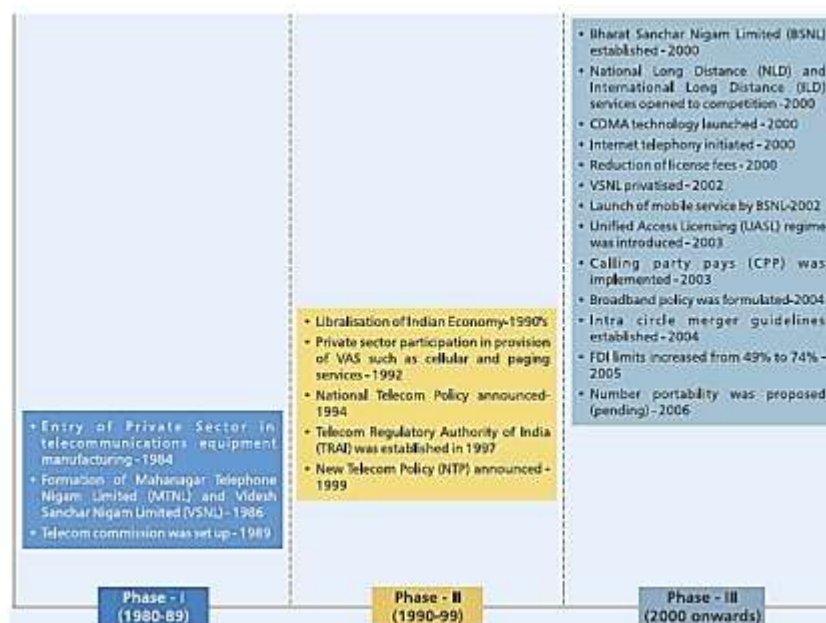 • Entry of Private Sector in
telecommunications equipment
manufacturing - 1984
• Formation of Mahanagar Telephone
Nigam Limited (MTNL) and Videsh
Sanchar Nigam Limited (VSNL) - 1986
• Telecom commission was set up - 1989
Phase - I
(1980-89)
• Libralisation of Indian Economy-1990's
• Private sector participation in provision
of VAS such as cellular and paging
services - 1992
• National Telecom Policy announced-
1994
• Telecom Regulatory Authority of India
(TRAI) was established in 1997
• New Telecom Policy (NTP) announced -
1999
Phase - II
(1990-99)
• Bharat Sanchar Nigam Limited (BSNL)
established - 2000
• National Long Distance (NLD) and
International Long Distance (ILD)
services opened to competition -2000
• CDMA technology launched - 2000
• Internet telephony initiated - 2000
• Reduction of license fees - 2000
• VSNL privatised - 2002
• Launch of mobile service by BSNL-2002
• Unified Access Licensing (UASL) regime
was introduced - 2003
• Calling party pays (CPP) was
implemented - 2003
• Broadband policy was formulated-2004
• Intra circle merger guidelines
established - 2004
• FDI limits increased from 49% to 74% -
2005
• Number portability was proposed
(pending) - 2006
Phase - III
(2000 onwards)